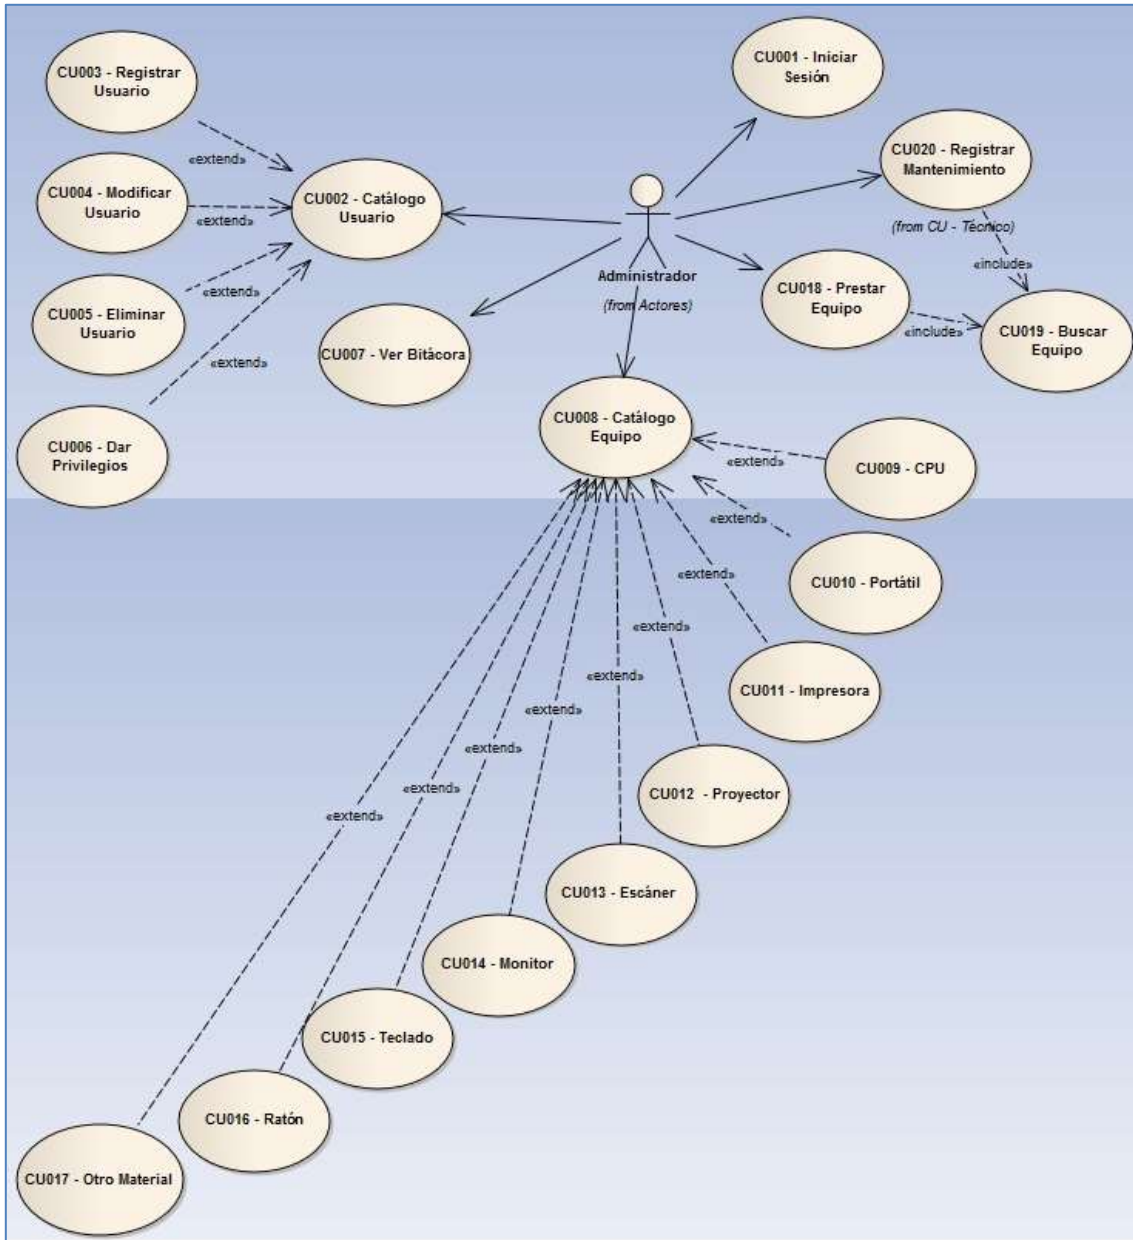 CU001 - Iniciar
Sesión
CU003 - Registrar
Usuario
CU020 - Registrar
Mantenimiento
(from CU - Técnico)
«extend»
CU004 - Modificar
Usuario
«extend»
CU002 - Catálogo
Usuario
Administrador
(from Actores)
«include»
CU018 - Prestar
Equipo
«include»
CU019 - Buscar
Equipo
«extend»
CU005 - Eliminar
Usuario
«extend»
CU007 - Ver Bitácora
CU006 - Dar
Privilegios
CU008 - Catálogo
Equipo
«extend»
CU009 - CPU
«extend»
CU010 - Portátil
«extend»
CU011 - Impresora
«extend»
CU012  - Proyector
«extend»
CU013 - Escáner
«extend»
CU014 - Monitor
«extend»
CU015 - Teclado
«extend»
CU016 - Ratón
«extend»
CU017 - Otro Material